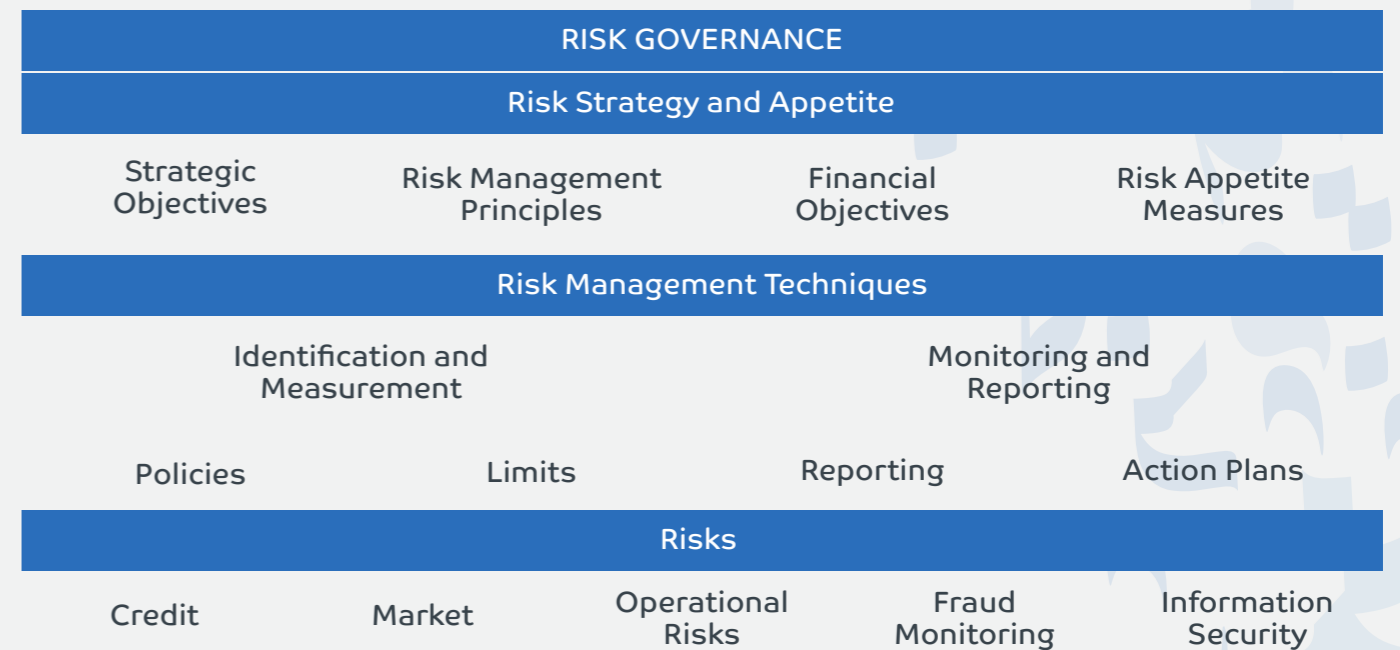 RISK GOVERNANCE
Risk Strategy and Appetite
Strategic
Objectives
Risk Management
Principles
Financial
Objectives
Risk Appetite
Measures
Risk Management Techniques
Identification and
Measurement
Monitoring and
Reporting
Policies
Limits
Reporting
Action Plans
Risks
Credit
Market
Operational
Risks
Fraud
Monitoring
Information
Security